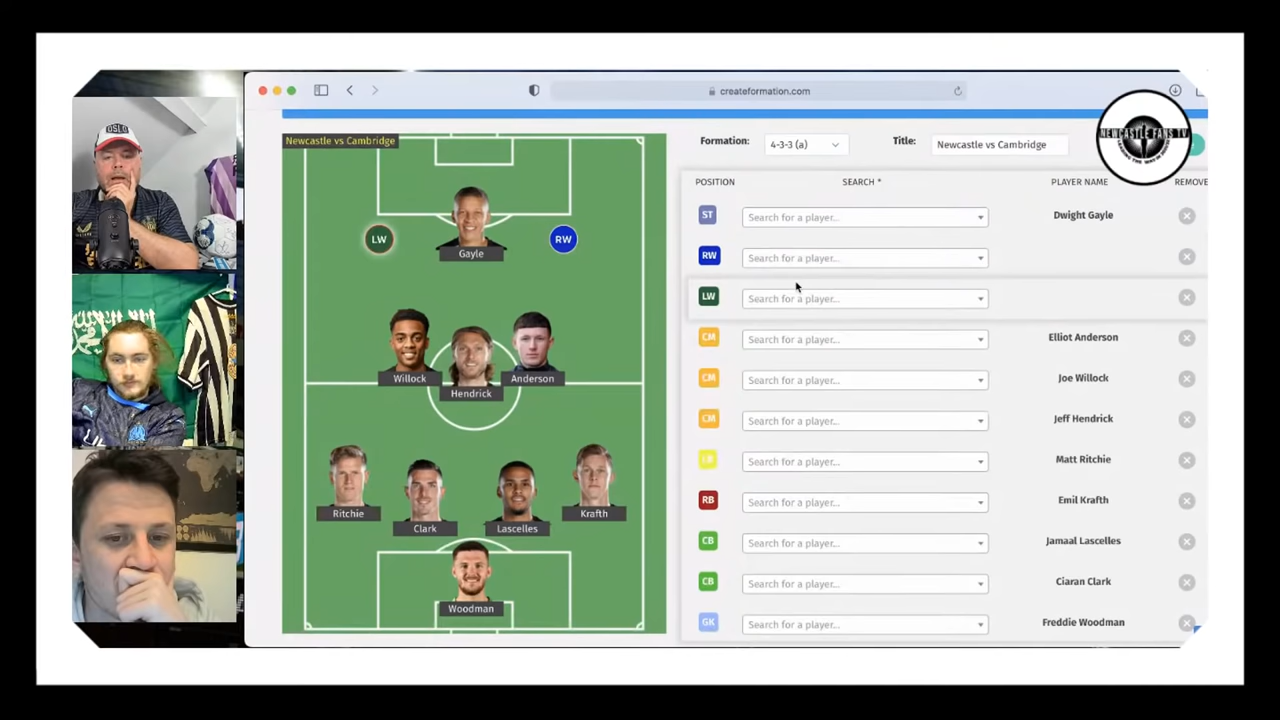 createformation.com
Newcastle vs Cambridge
Formation:
4-3-3 (a)
Title:
Newcastle vs Cambridge
NEWCASTLE FANS TV
POSITION
SEARCH *
PLAYER NAME
REMOVE
ST
Search for a player...
Dwight Gayle
RW
Search for a player...
LW
Search for a player...
CM
Search for a player...
Elliot Anderson
CM
Search for a player...
Joe Willock
CM
Search for a player...
Jeff Hendrick
LB
Search for a player...
Matt Ritchie
RB
Search for a player...
Emil Krafth
CB
Search for a player...
Jamaal Lascelles
CB
Search for a player...
Ciaran Clark
GK
Search for a player...
Freddie Woodman
LW
RW
Gayle
Willock
Hendrick
Anderson
Ritchie
Clark
Lascelles
Krafth
Woodman
OSLO